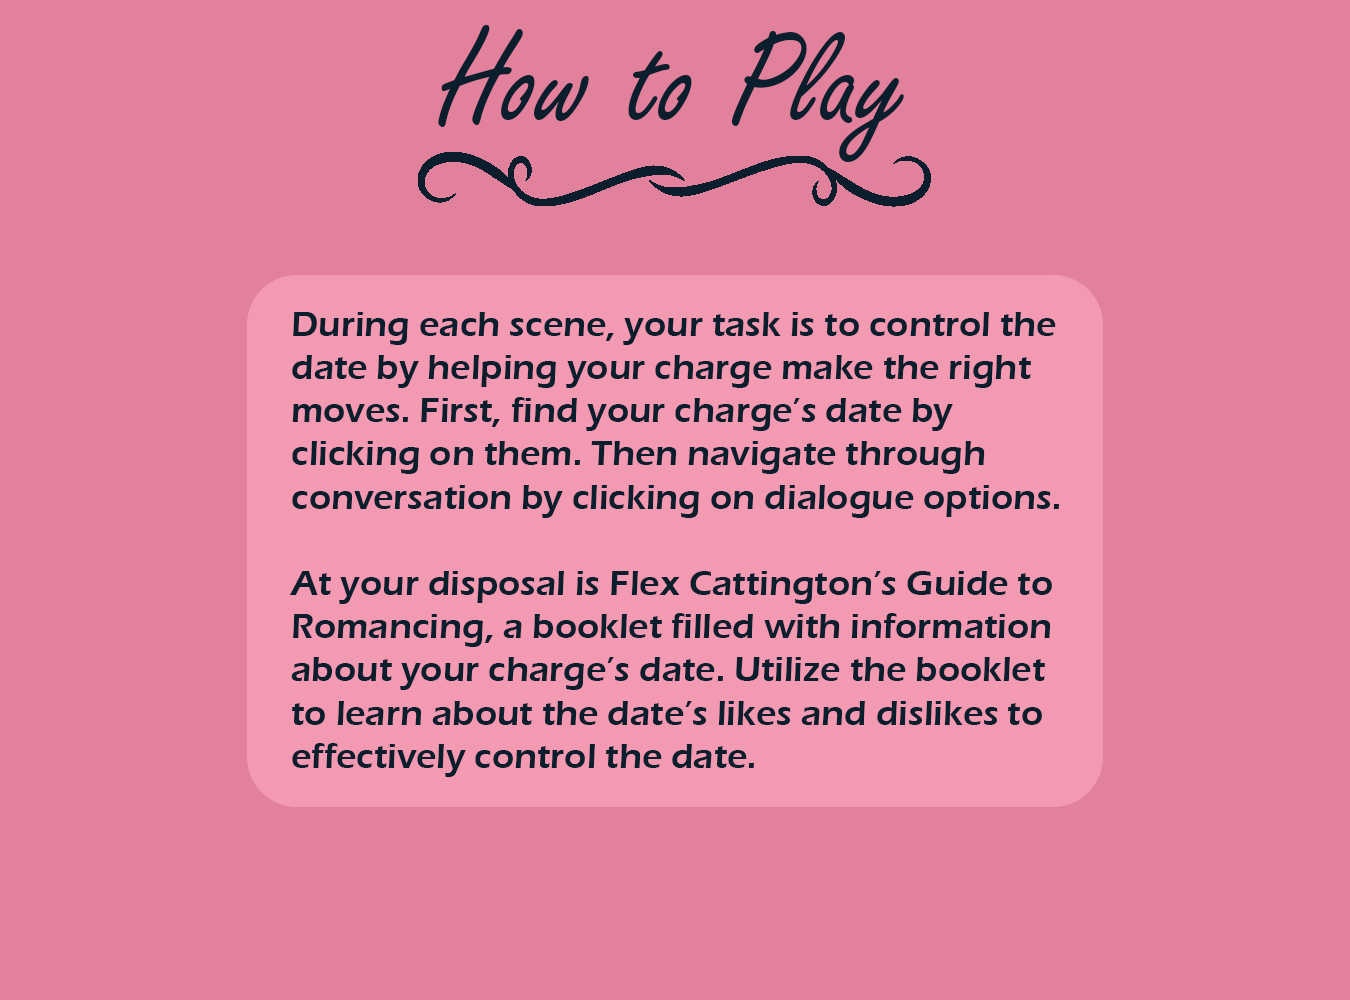 How to Play
During each scene, your task is to control the
date by helping your charge make the right
moves. First, find your charge's date by
clicking on them. Then navigate through
conversation by clicking on dialogue options.
At your disposal is Flex Cattington's Guide to
Romancing, a booklet filled with information
about your charge's date. Utilize the booklet
to learn about the date's likes and dislikes to
effectively control the date.